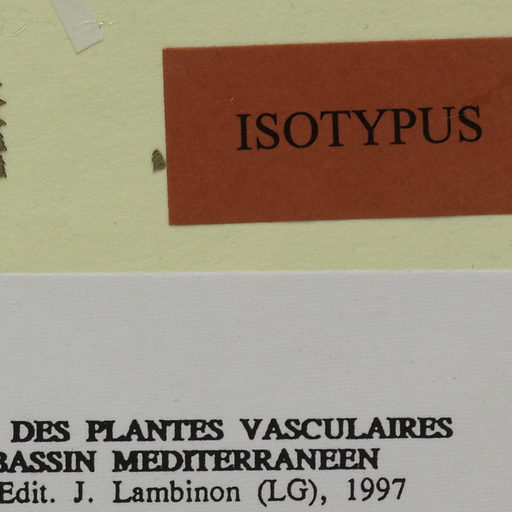 ISOTYPUS
DES PLANTES VASCULAIRES
BASSIN MEDITERRANEEN
Edit. J. Lambinon (LG), 1997